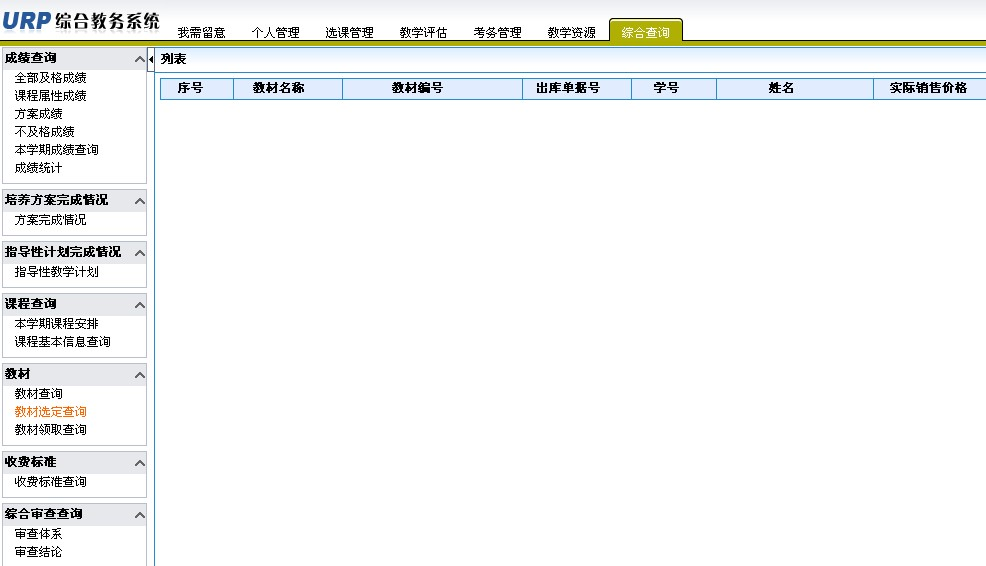 URP综合教务系统
我需留意 个人管理 选课管理 教学评估 考务管理 教学资源 综合查询
成绩查询
全部及格成绩
课程属性成绩
方案成绩
不及格成绩
本学期成绩查询
成绩统计
培养方案完成情况
方案完成情况
指导性计划完成情况
指导性教学计划
课程查询
本学期课程安排
课程基本信息查询
教材
教材查询
教材选定查询
教材领取查询
收费标准
收费标准查询
综合审查查询
审查体系
审查结论
列表
序号 教材名称 教材编号 出库单据号 学号 姓名 实际销售价格